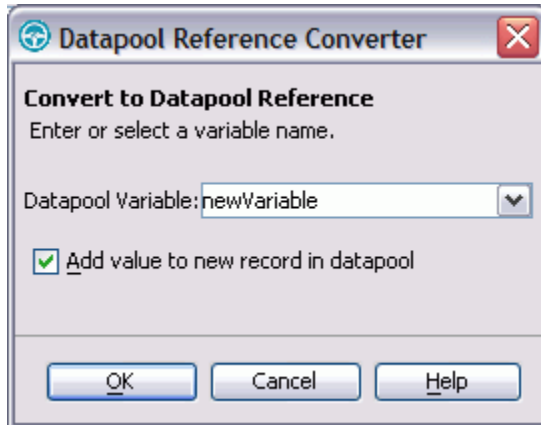 Datapool Reference Converter
Convert to Datapool Reference
Enter or select a variable name.
Datapool Variable: newVariable
Add value to new record in datapool
OK Cancel Help